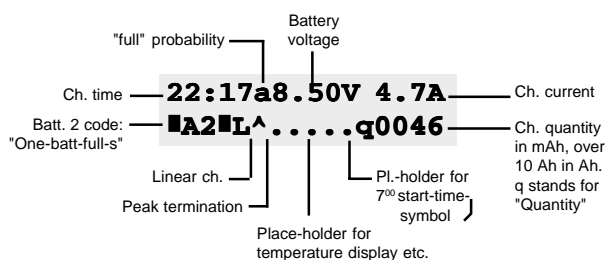 "full" probability
Battery
voltage
Ch. time
22:17a8.50V 4.7A
Ch. current
Batt. 2 code:
"One-batt-full-s"
■A2■L^.....q0046
Ch. quantity
in mAh, over
10 Ah in Ah.
q stands for
"Quantity"
Linear ch.
Peak termination
Pl.-holder for
7⁰⁰ start-time-
symbol
Place-holder for
temperature display etc.